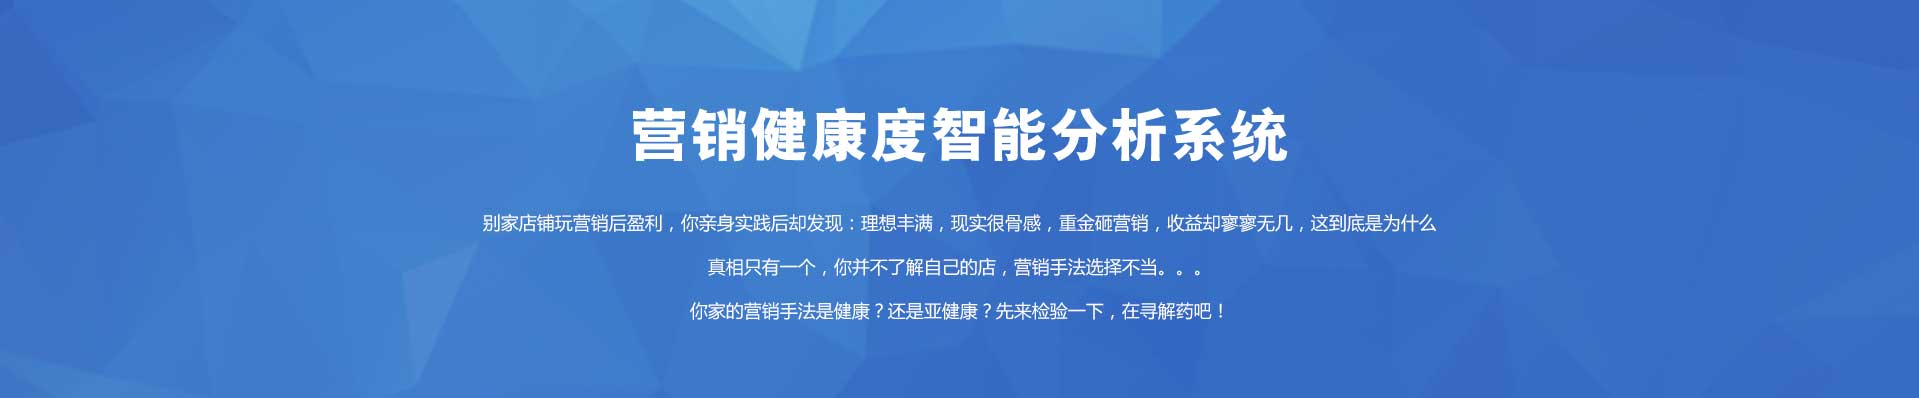 营销健康度智能分析系统
别家店铺玩营销后盈利，你亲身实践后却发现：理想丰满，现实很骨感，重金砸营销，收益却寥寥无几，这到底是为什么
真相只有一个，你并不了解自己的店，营销手法选择不当。。。
你家的营销手法是健康？还是亚健康？先来检验一下，在寻解药吧！